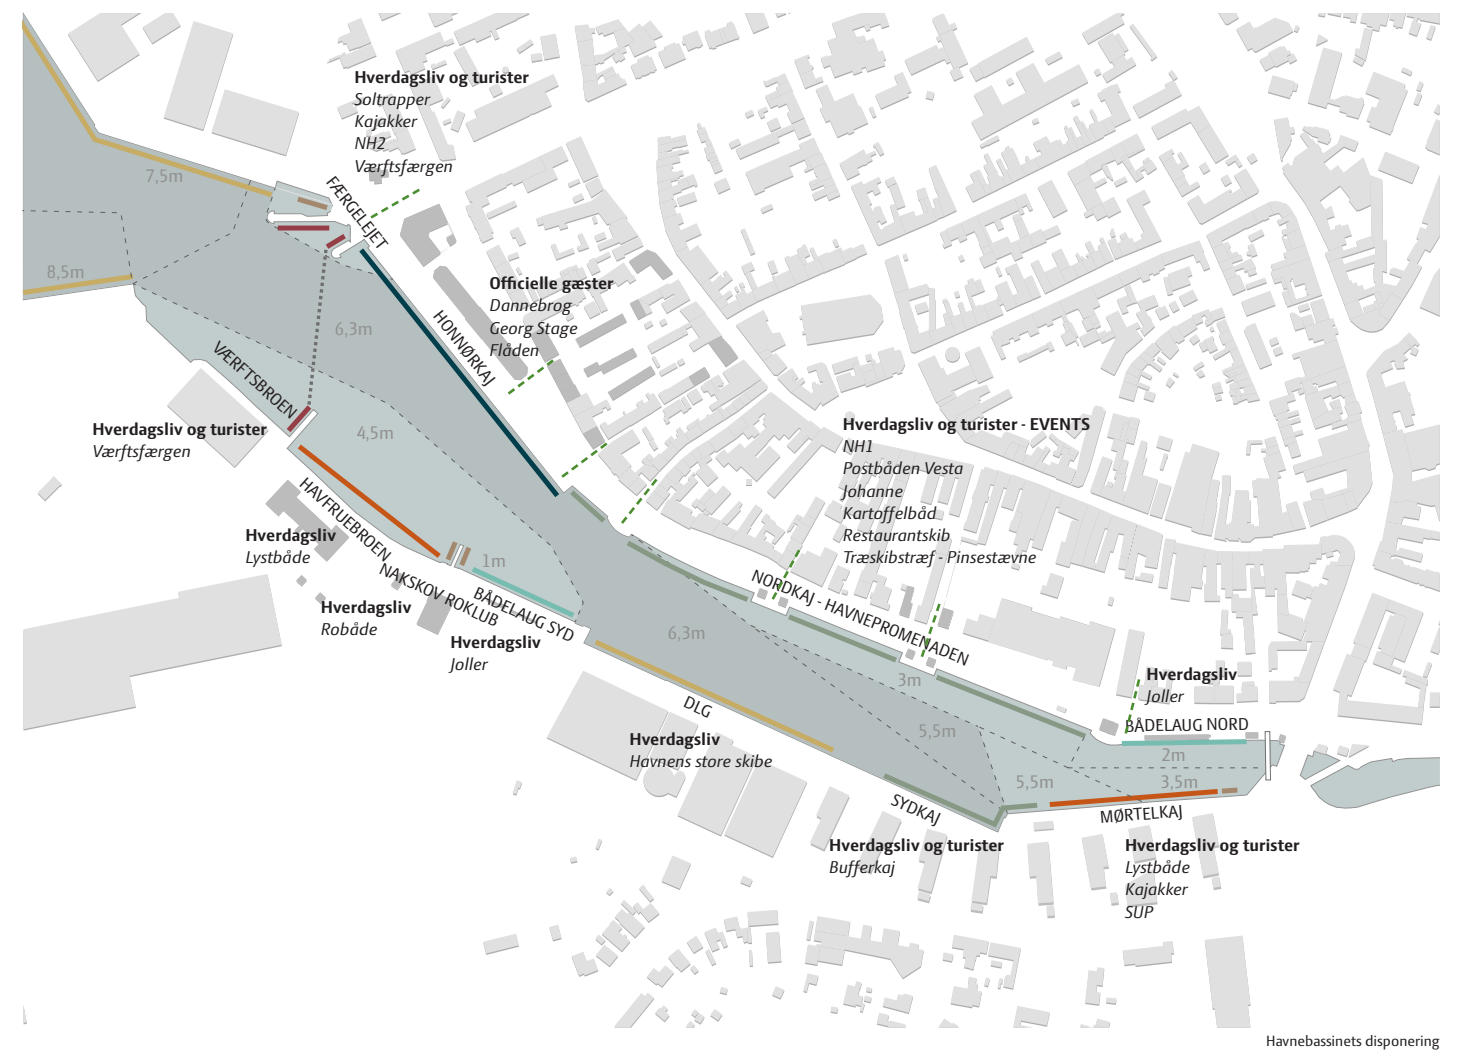 Hverdagsliv og turister
Soltrapper
Kajakker
NH2
Værftsfærgen
7,5m
FÆRGELEJET
8,5m
Officielle gæster
Dannebrog
Georg Stage
Flåden
6,3m
HONNØRKAJ
VÆRFTSBROEN
Hverdagsliv og turister
Værftsfærgen
4,5m
Hverdagsliv og turister - EVENTS
NH1
Postbåden Vesta
Johanne
Kartoffelbåd
Restaurantskib
Træskibstræf - Pinsestævne
HAVFRUEBROEN
Hverdagsliv
Lystbåde
1m
NAKSKOV ROKLUB
BÅDELAUG SYD
Hverdagsliv
Robåde
Hverdagsliv
Joller
NORDKAJ - HAVNEPROMENADEN
6,3m
3m
Hverdagsliv
Joller
DLG
BÅDELAUG NORD
5,5m
2m
Hverdagsliv
Havnens store skibe
5,5m
3,5m
SYDKAJ
MØRTELKAJ
Hverdagsliv og turister
Bufferkaj
Hverdagsliv og turister
Lystbåde
Kajakker
SUP
Havnebassinets disponering